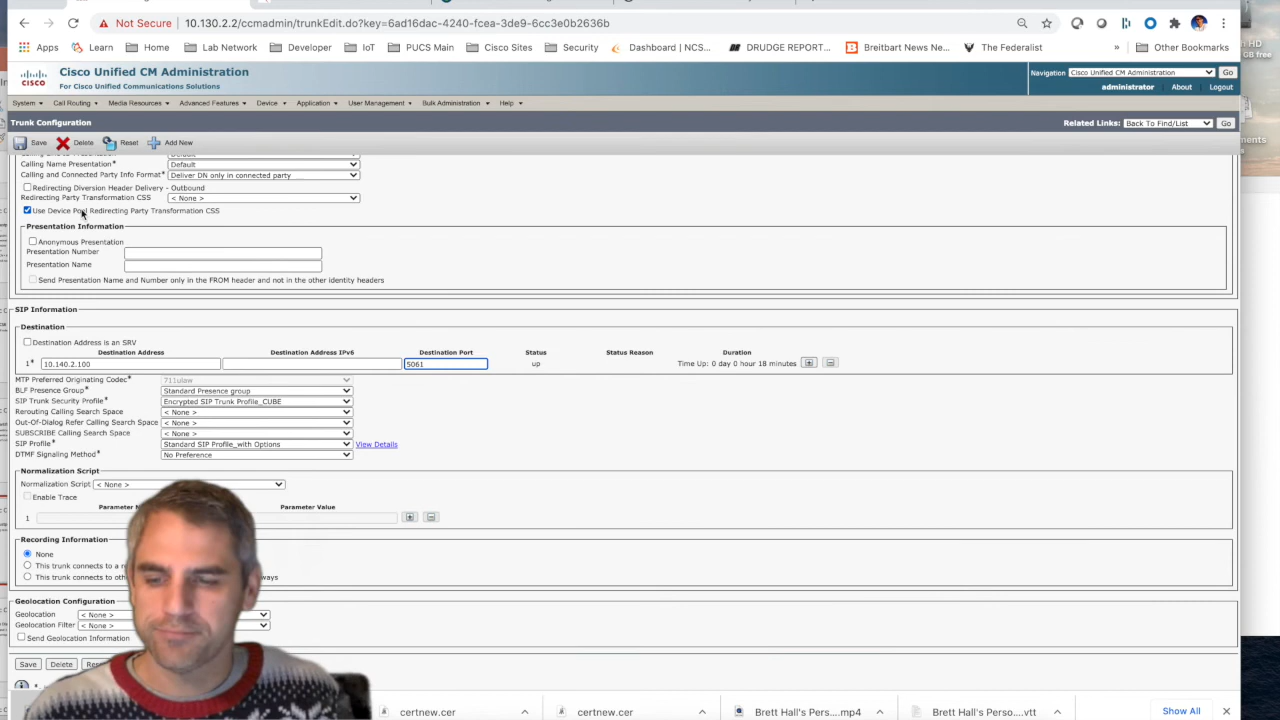 Not Secure 10.130.2.2/ccmadmin/trunkEdit.do?key=6ad16dac-4240-fcea-3de9-6cc3e0b2636b
Apps Learn Home Lab Network Developer IoT PUCS Main Cisco Sites Security Dashboard | NCS... DRUDGE REPORT... Breitbart News Ne... The Federalist » Other Bookmarks
HD
GB free
CISCO Cisco Unified CM Administration Navigation Cisco Unified CM Administration Go
For Cisco Unified Communications Solutions administrator About Logout
System Call Routing Media Resources Advanced Features Device Application User Management Bulk Administration Help
Trunk Configuration Related Links: Back To Find/List Go
Save Delete Reset Add New
Calling Name Presentation* Default
Calling and Connected Party Info Format* Deliver DN only in connected party
Redirecting Diversion Header Delivery - Outbound
Redirecting Party Transformation CSS < None >
Use Device Pool Redirecting Party Transformation CSS
Presentation Information
Anonymous Presentation
Presentation Number
Presentation Name
Send Presentation Name and Number only in the FROM header and not in the other identity headers
SIP Information
Destination
Destination Address is an SRV
Destination Address Destination Address IPv6 Destination Port Status Status Reason Duration
1* 10.140.2.100 5061 up Time Up: 0 day 0 hour 18 minutes
MTP Preferred Originating Codec* 711ulaw
BLF Presence Group* Standard Presence group
SIP Trunk Security Profile* Encrypted SIP Trunk Profile_CUBE
Rerouting Calling Search Space < None >
Out-Of-Dialog Refer Calling Search Space < None >
SUBSCRIBE Calling Search Space < None >
SIP Profile* Standard SIP Profile_with Options View Details
DTMF Signaling Method* No Preference
Normalization Script
Normalization Script < None >
Enable Trace
Parameter Parameter Value
1
Recording Information
None
This trunk connects to a
This trunk connects to
Geolocation Configuration
Geolocation < None >
Geolocation Filter < None >
Send Geolocation Information
Save Delete
certnew.cer certnew.cer Brett Hall's Pers....mp4 Brett Hall's Perso....vtt Show All